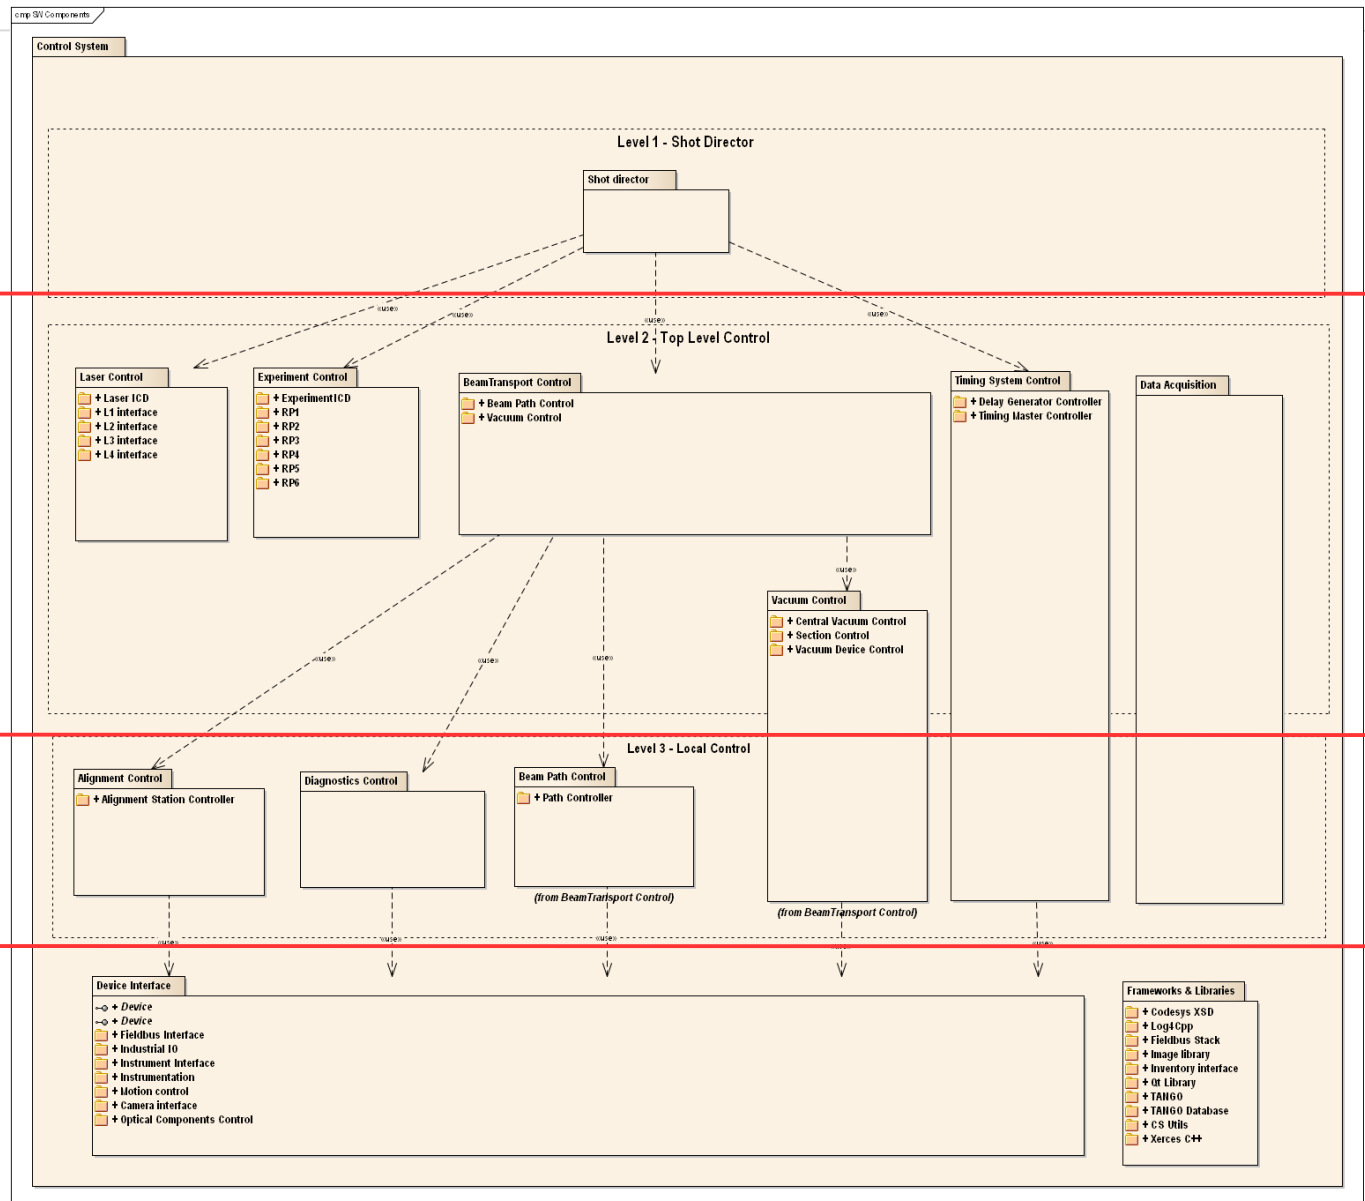 cmp SW Components
Control System
Level 1 - Shot Director
Shot director
«use»
«use»
«use»
«use»
Level 2 - Top Level Control
Laser Control
+ Laser ICD
+ L1 interface
+ L2 interface
+ L3 interface
+ L4 interface
Experiment Control
+ ExperimentICD
+ RP1
+ RP2
+ RP3
+ RP4
+ RP5
+ RP6
BeamTransport Control
+ Beam Path Control
+ Vacuum Control
Timing System Control
+ Delay Generator Controller
+ Timing Master Controller
Data Acquisition
«use»
«use»
«use»
«use»
Vacuum Control
+ Central Vacuum Control
+ Section Control
+ Vacuum Device Control
(from BeamTransport Control)
Level 3 - Local Control
Alignment Control
+ Alignment Station Controller
Diagnostics Control
Beam Path Control
+ Path Controller
(from BeamTransport Control)
«use»
«use»
«use»
«use»
«use»
Device Interface
+ Device
+ Device
+ Fieldbus Interface
+ Industrial IO
+ Instrument Interface
+ Instrumentation
+ Motion control
+ Camera interface
+ Optical Components Control
Frameworks & Libraries
+ Codesys XSD
+ Log4Cpp
+ Fieldbus Stack
+ Image library
+ Inventory interface
+ Qt Library
+ TANGO
+ TANGO Database
+ CS Utils
+ Xerces C++